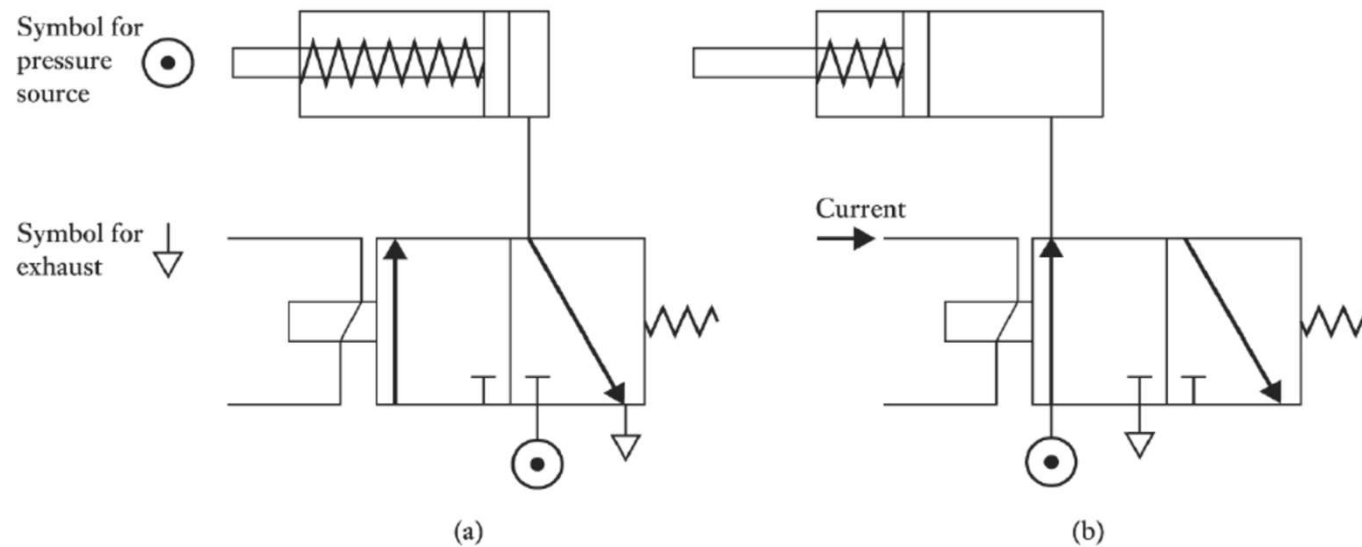 Symbol for
pressure
source
Symbol for
exhaust
Current
(a)
(b)